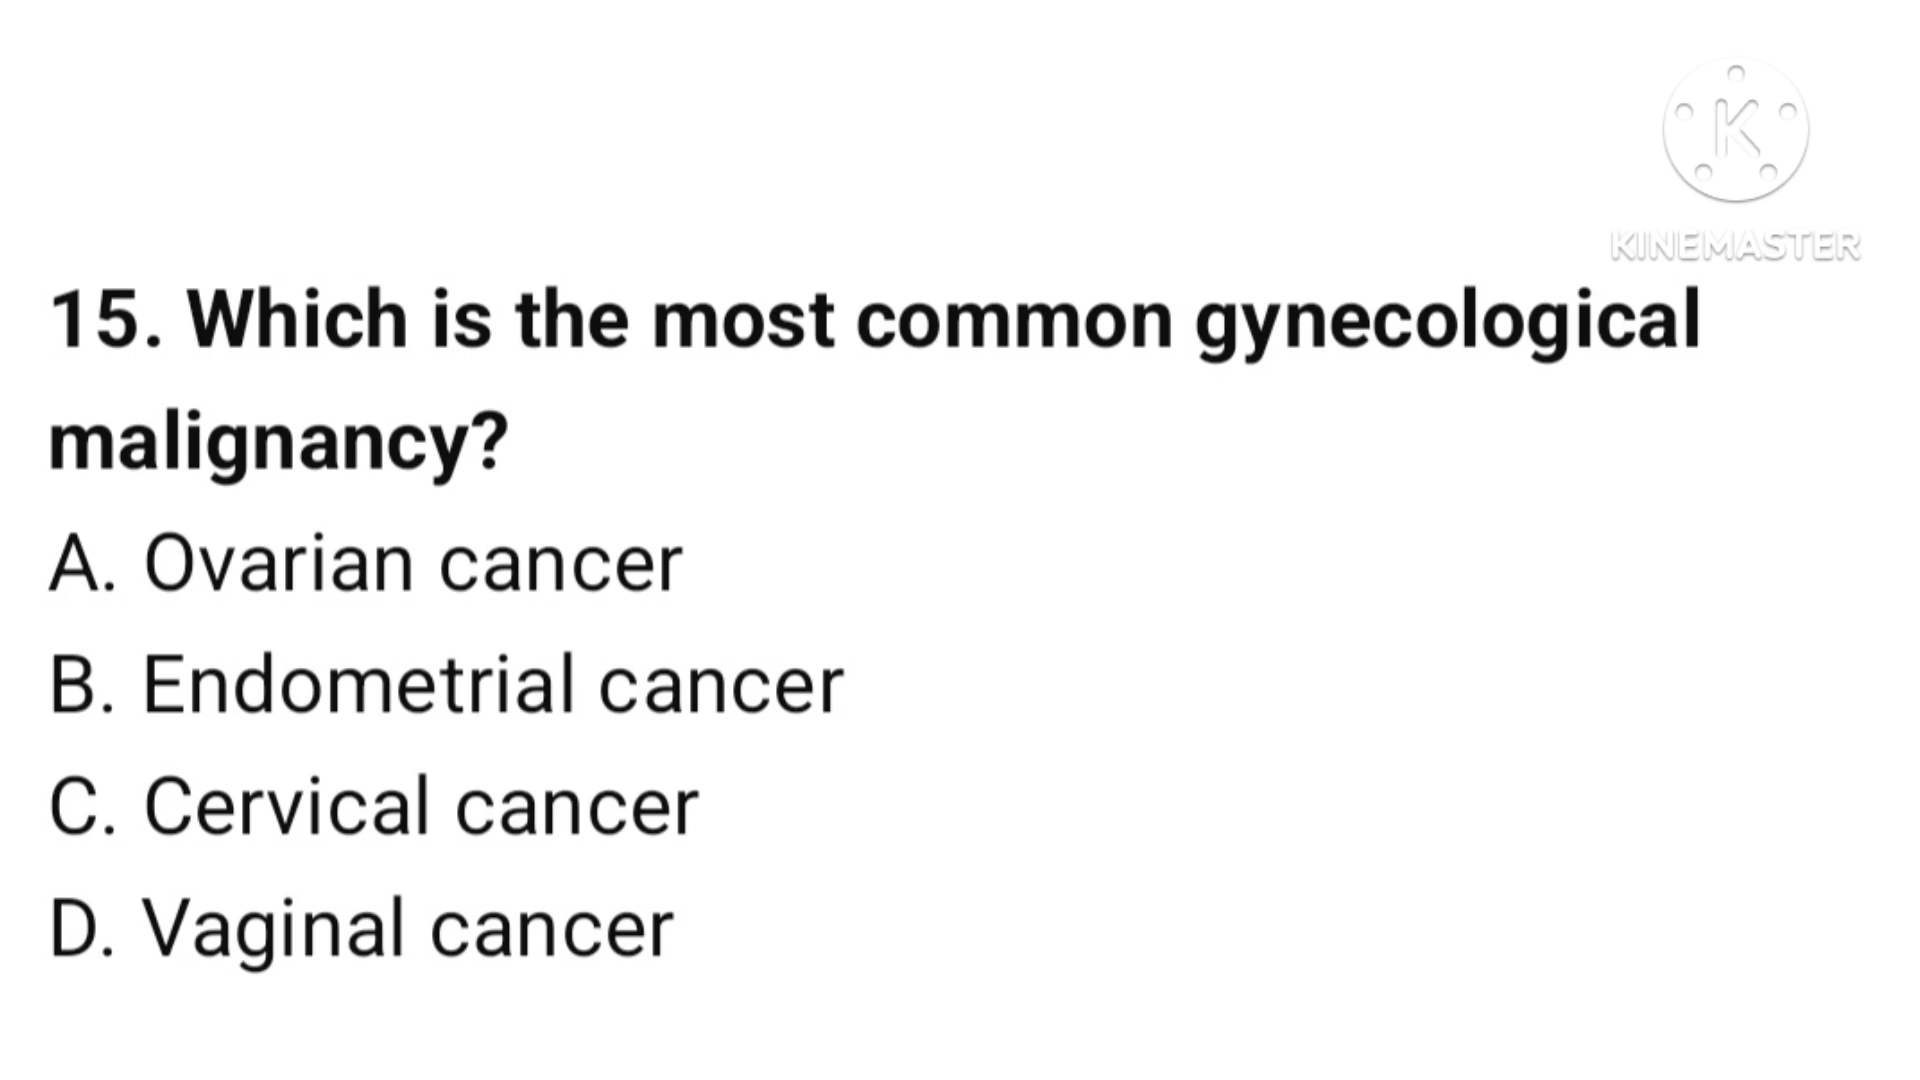 K
KINEMASTER
15. Which is the most common gynecological
malignancy?
A. Ovarian cancer
B. Endometrial cancer
C. Cervical cancer
D. Vaginal cancer